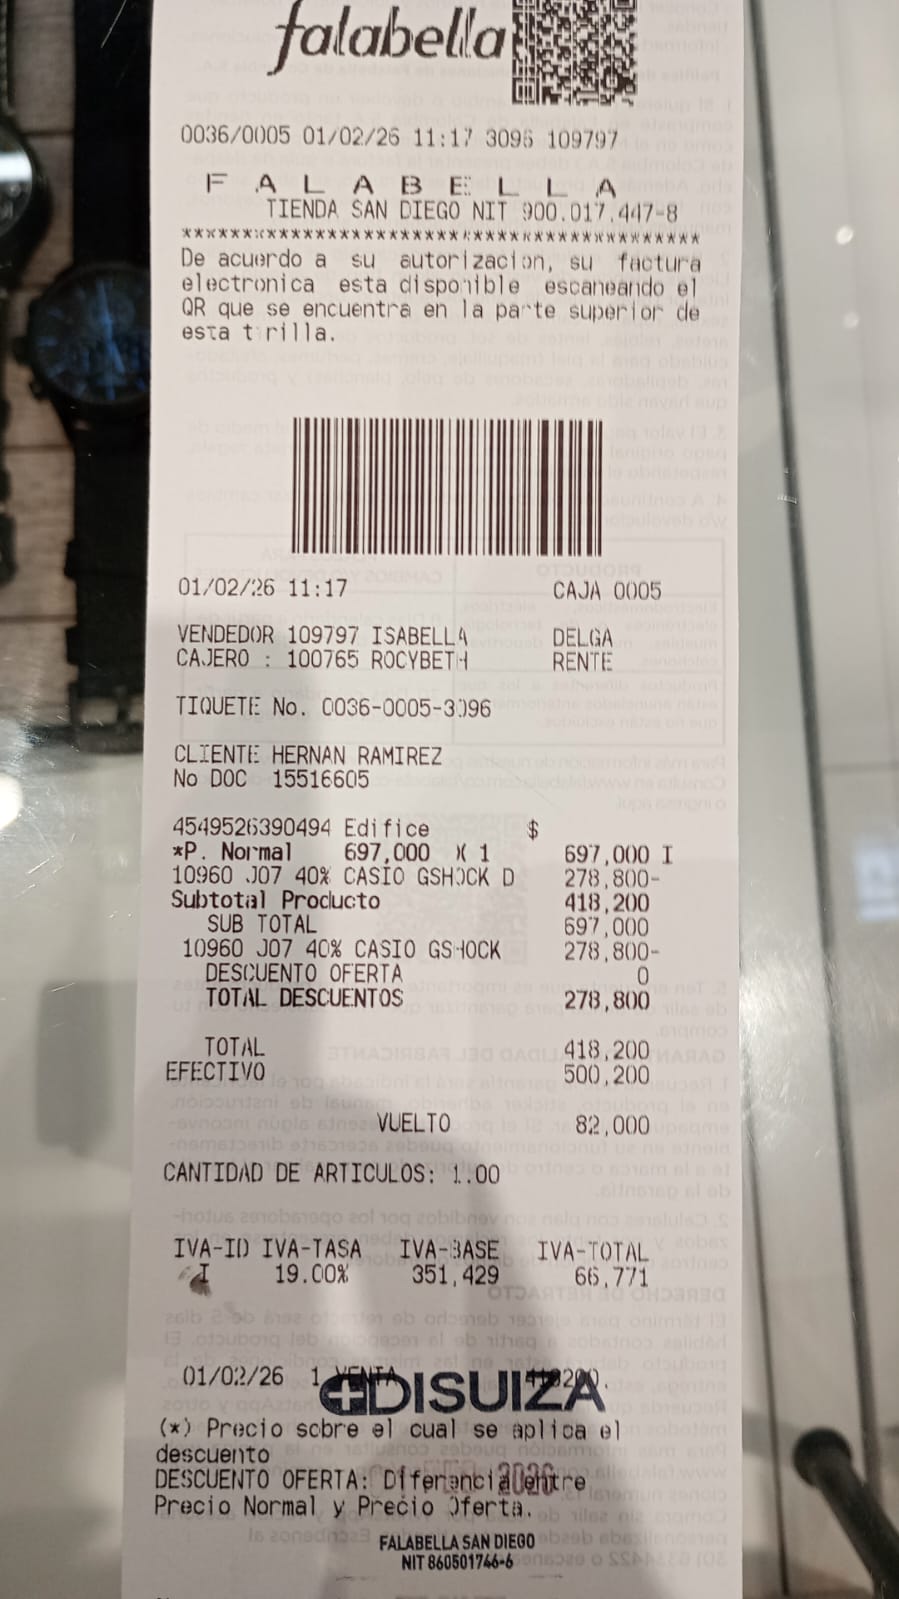 falabella
0036/0005 01/02/26 11:17 3096 109797
F A L A B E L L A
TIENDA SAN DIEGO NIT 900.017.447-8
********************************************
De acuerdo a su autorizacion, su factura
electronica esta disponible escaneando el
QR que se encuentra en la parte superior de
esta tirilla.
01/02/26 11:17 CAJA 0005
VENDEDOR 109797 ISABELLA DELGA
CAJERO : 100765 ROCYBETH RENTE
TIQUETE No. 0036-0005-3096
CLIENTE HERNAN RAMIREZ
No DOC 15516605
4549526390494 Edifice $
*P. Normal 697,000 X 1 697,000 I
10960 J07 40% CASIO GSHOCK D 278,800-
Subtotal Producto 418,200
SUB TOTAL 697,000
10960 J07 40% CASIO GSHOCK 278,800-
DESCUENTO OFERTA 0
TOTAL DESCUENTOS 278,800
TOTAL 418,200
EFECTIVO 500,200
VUELTO 82,000
CANTIDAD DE ARTICULOS: 1.00
IVA-ID IVA-TASA IVA-BASE IVA-TOTAL
I 19.00% 351,429 66,771
01/02/26 1 VENTA 418200.
DISUIZA
(*) Precio sobre el cual se aplica el
descuento
DESCUENTO OFERTA: Diferencia entre
2026
Precio Normal y Precio Oferta.
FALABELLA SAN DIEGO
NIT 860501746-6